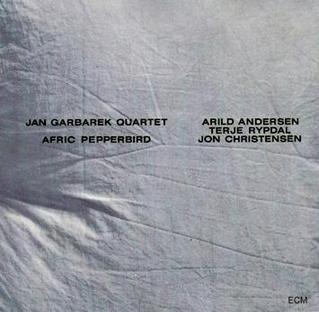 JAN GARBAREK QUARTET
AFRIC PEPPERBIRD
ARILD ANDERSEN
TERJE RYPDAL
JON CHRISTENSEN
ECM